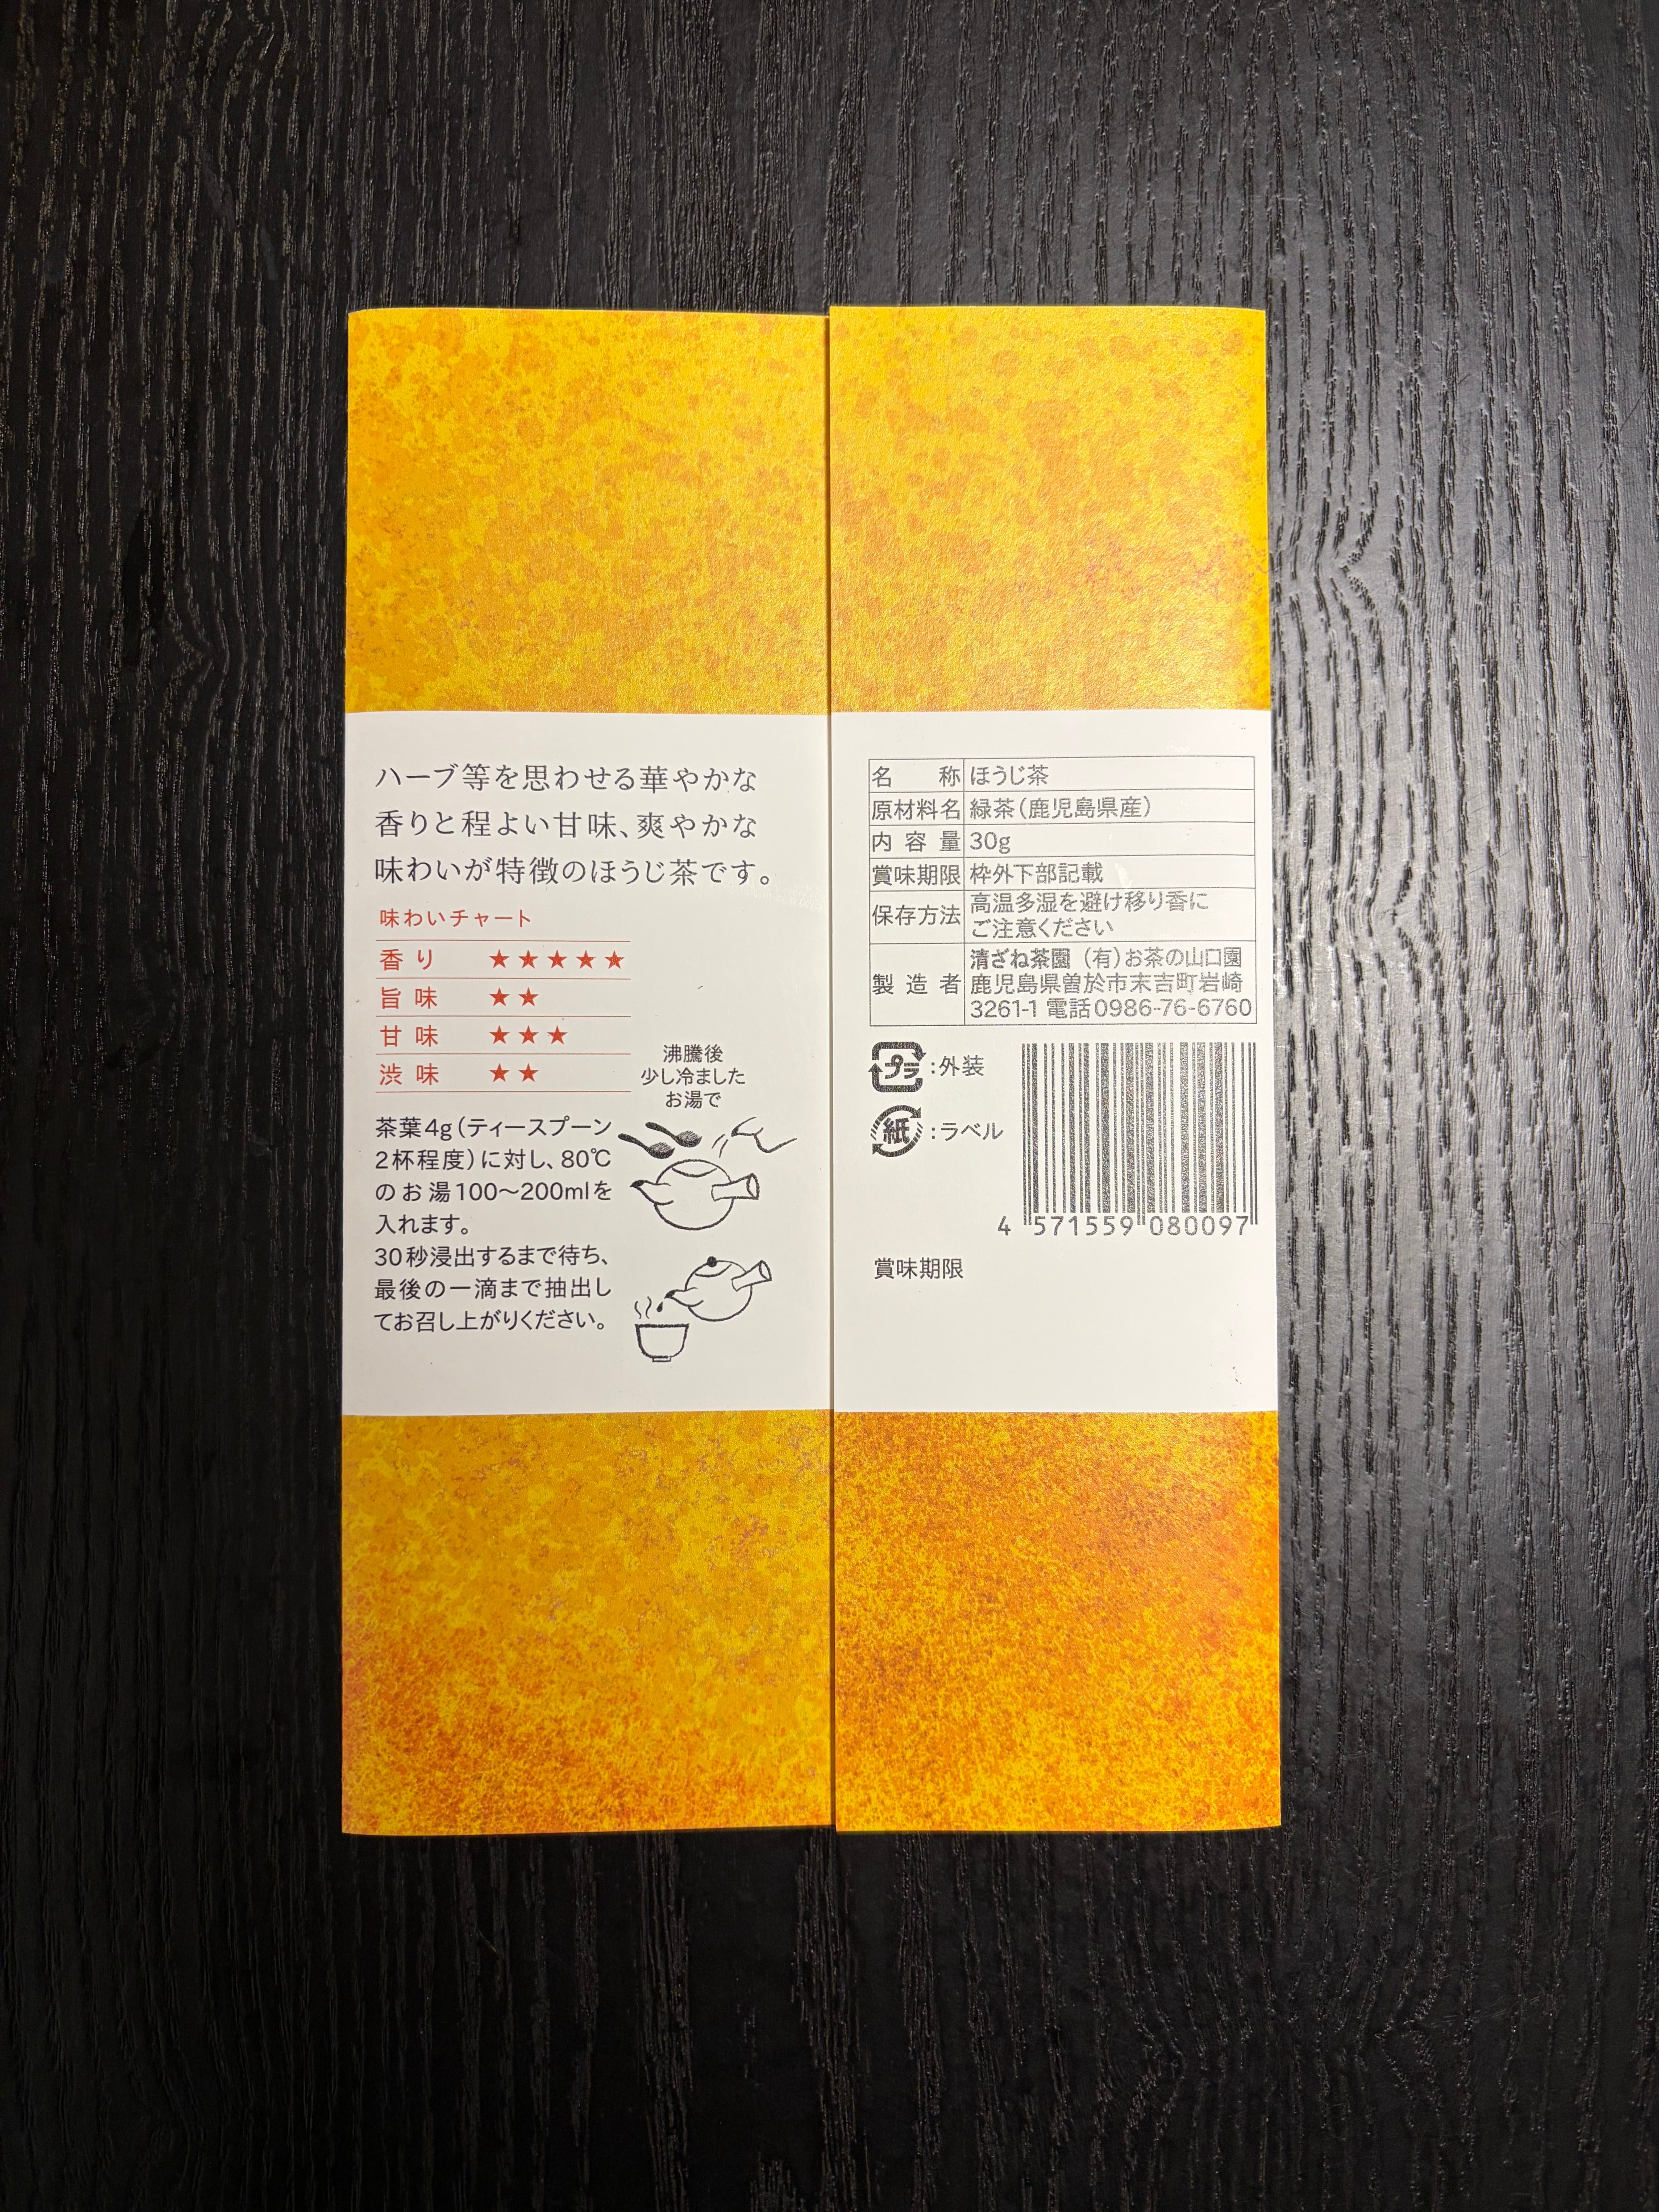 ハーブ等を思わせる華やかな
香りと程よい甘味、爽やかな
味わいが特徴のほうじ茶です。
味わいチャート
香り ★★★★★
旨味 ★★
甘味 ★★★
渋味 ★★
沸騰後
少し冷ました
お湯で
茶葉4g(ティースプーン
2杯程度)に対し、80℃
のお湯100〜200mlを
入れます。
30秒浸出するまで待ち、
最後の一滴まで抽出し
てお召し上がりください。
名称 ほうじ茶
原材料名 緑茶(鹿児島県産)
内容量 30g
賞味期限 枠外下部記載
保存方法 高温多湿を避け移り香に
ご注意ください
製造者 清ざね茶園 (有)お茶の山口園
鹿児島県曽於市末吉町岩崎
3261-1 電話0986-76-6760
プラ:外装
紙:ラベル
4 571559 080097
賞味期限